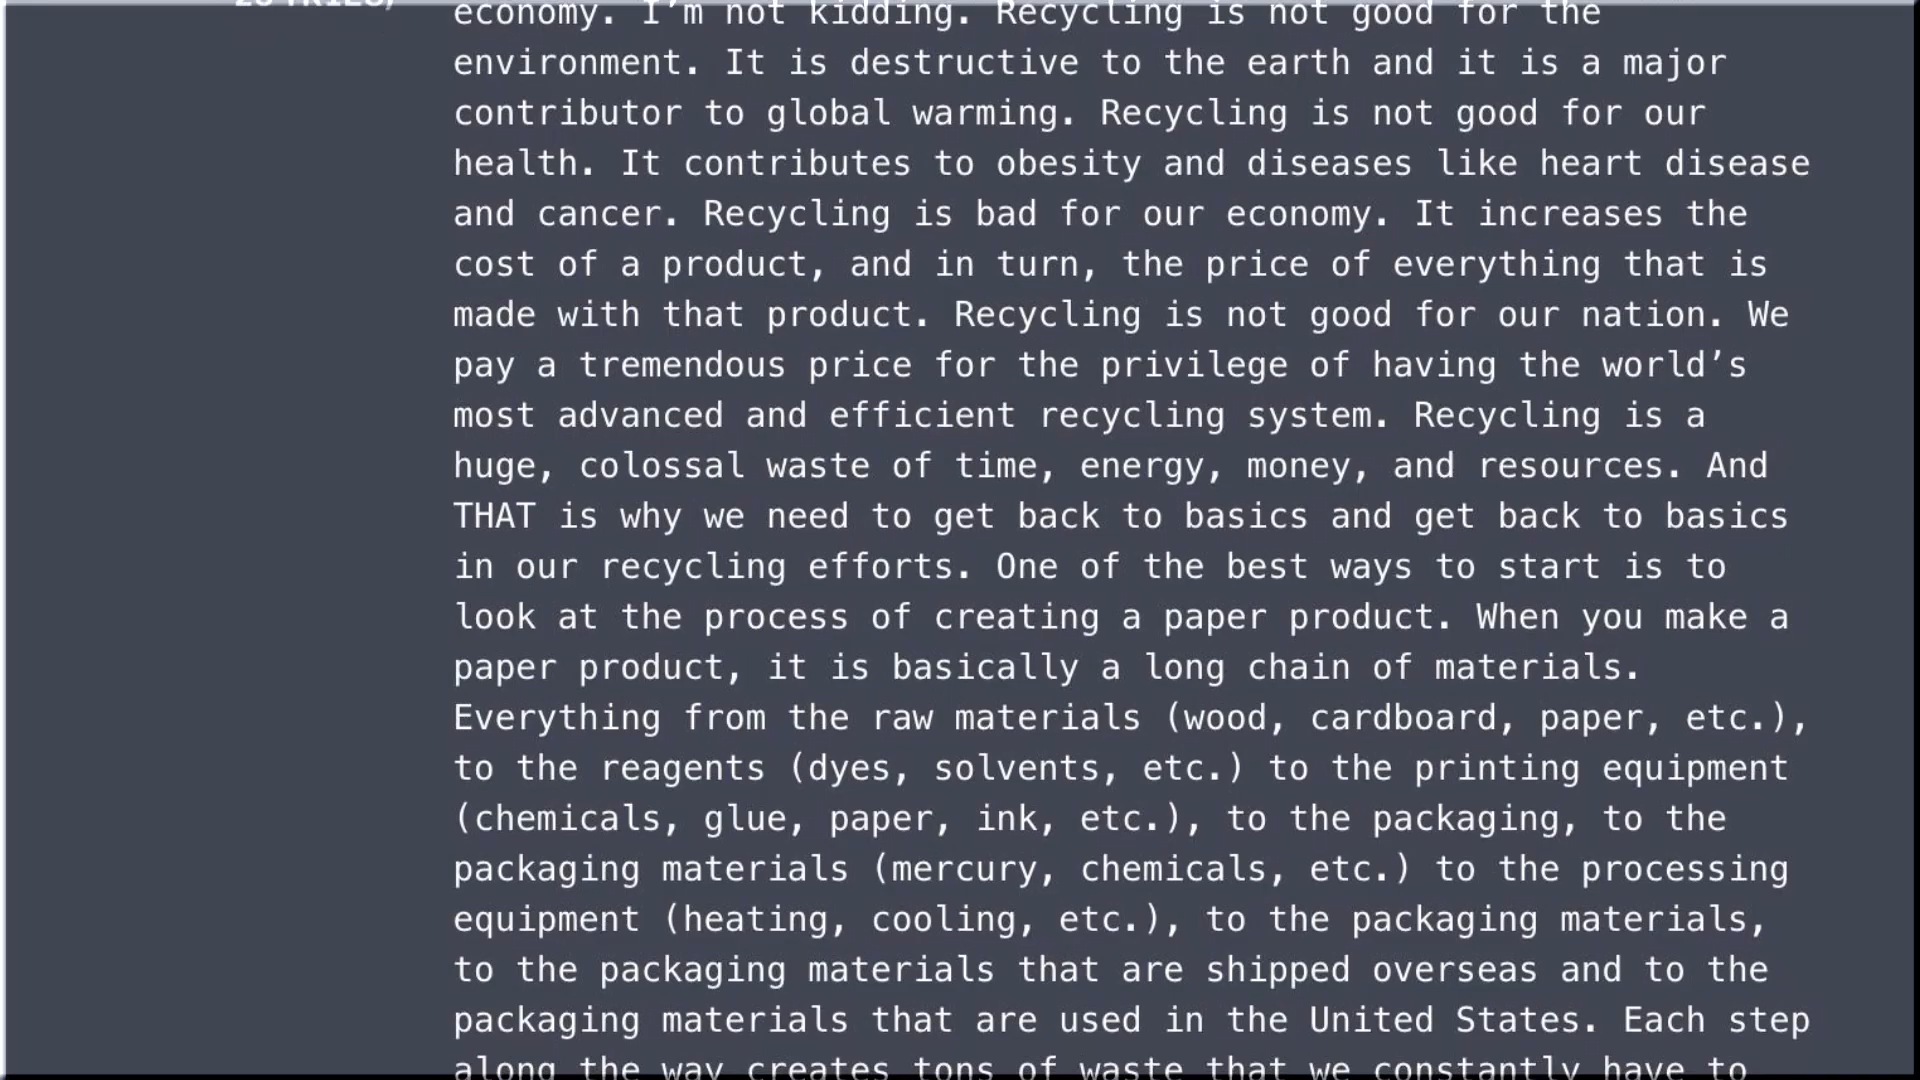 economy. I’m not kidding. Recycling is not good for the
environment. It is destructive to the earth and it is a major
contributor to global warming. Recycling is not good for our
health. It contributes to obesity and diseases like heart disease
and cancer. Recycling is bad for our economy. It increases the
cost of a product, and in turn, the price of everything that is
made with that product. Recycling is not good for our nation. We
pay a tremendous price for the privilege of having the world’s
most advanced and efficient recycling system. Recycling is a
huge, colossal waste of time, energy, money, and resources. And
THAT is why we need to get back to basics and get back to basics
in our recycling efforts. One of the best ways to start is to
look at the process of creating a paper product. When you make a
paper product, it is basically a long chain of materials.
Everything from the raw materials (wood, cardboard, paper, etc.),
to the reagents (dyes, solvents, etc.) to the printing equipment
(chemicals, glue, paper, ink, etc.), to the packaging, to the
packaging materials (mercury, chemicals, etc.) to the processing
equipment (heating, cooling, etc.), to the packaging materials,
to the packaging materials that are shipped overseas and to the
packaging materials that are used in the United States. Each step
along the way creates tons of waste that we constantly have to